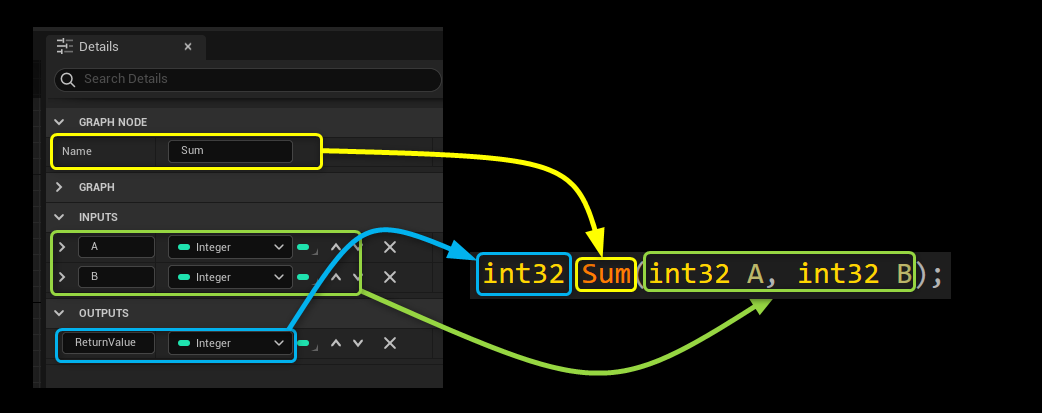 Details
Search Details
GRAPH NODE
Name Sum
GRAPH
INPUTS
A Integer
B Integer
OUTPUTS
ReturnValue Integer
int32 Sum(int32 A, int32 B);